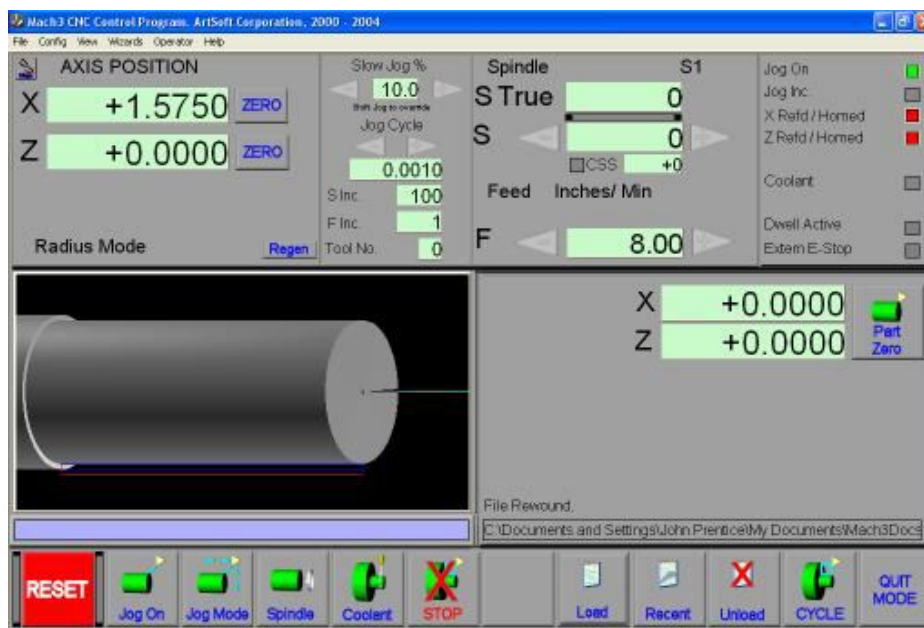 Mach3 CNC Control Program. ArtSoft Corporation, 2000 - 2004
File Config View Wizards Operator Help
AXIS POSITION
X +1.5750 ZERO
Z +0.0000 ZERO
Radius Mode Regen
Slow Jog %
10.0
Shift Jog to override
Jog Cycle
0.0010
S Inc. 100
F Inc. 1
Tool No. 0
Spindle S1
S True 0
S 0
CSS +0
Feed Inches/ Min
F 8.00
Jog On
Jog Inc.
X Refd / Homed
Z Refd / Homed
Coolant
Dwell Active
Extern E-Stop
X +0.0000
Z +0.0000
Part
Zero
File Rewound.
C:\Documents and Settings\John Prentice\My Documents\Mach3Docs
RESET
Jog On
Jog Mode
Spindle
Coolent
STOP
Load
Recent
Unload
CYCLE
QUIT
MODE